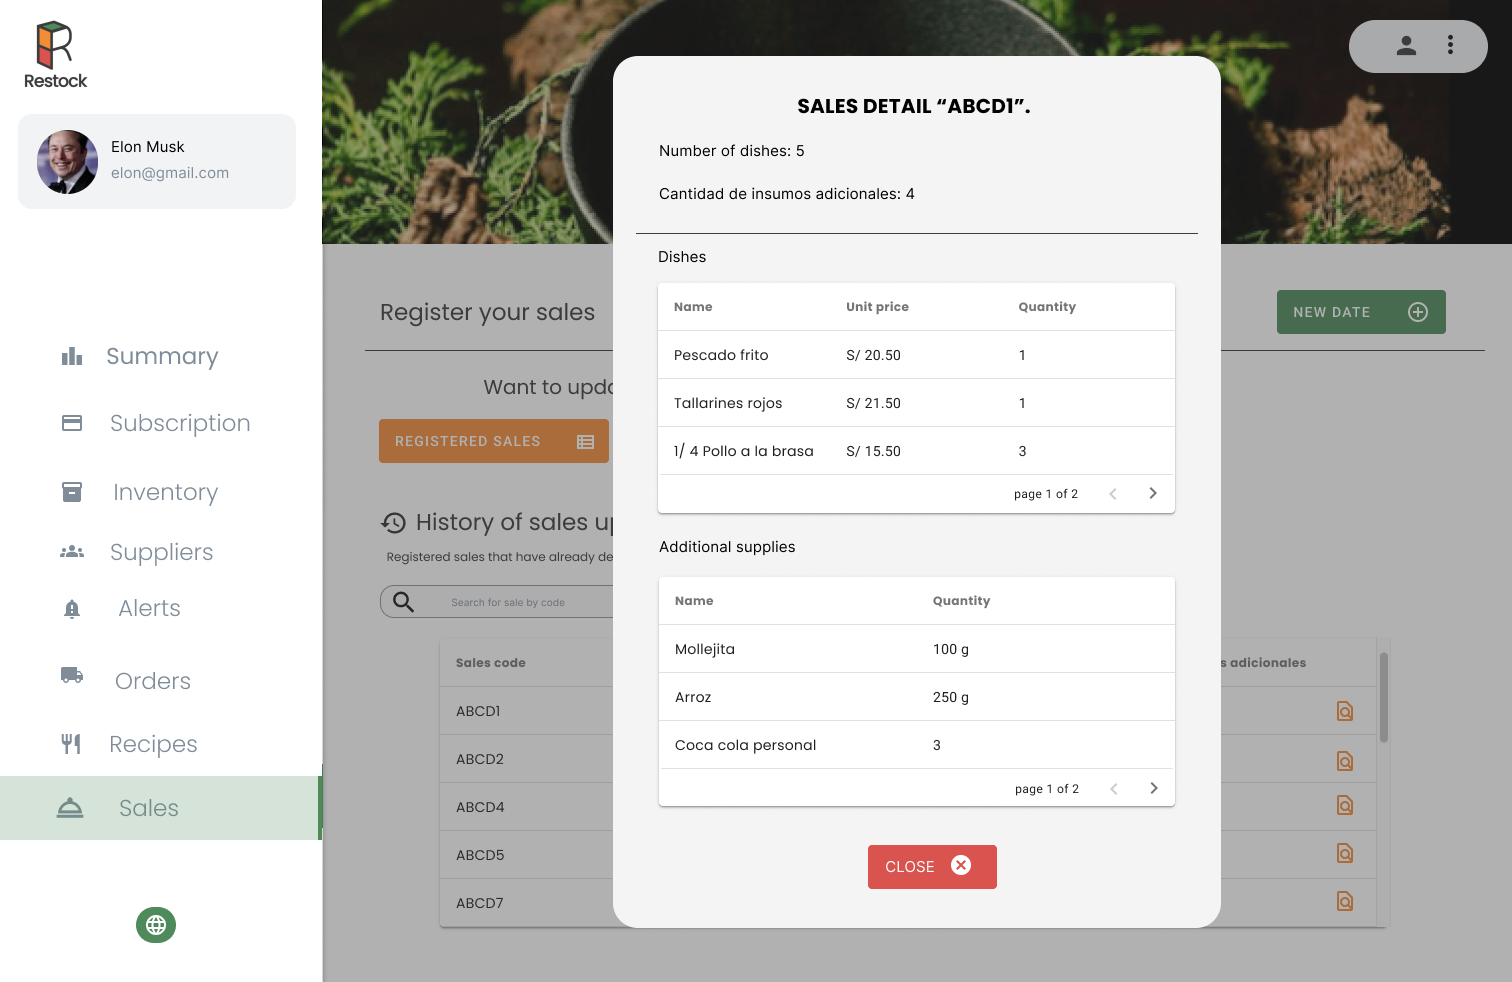 Restock
Elon Musk
elon@gmail.com
Summary
Subscription
Inventory
Suppliers
Alerts
Orders
Recipes
Sales
Register your sales
NEW DATE
Want to upda
REGISTERED SALES
History of sales up
Registered sales that have already de
Search for sale by code
Sales code
s adicionales
ABCD1
ABCD2
ABCD4
ABCD5
ABCD7
SALES DETAIL “ABCD1”.
Number of dishes: 5
Cantidad de insumos adicionales: 4
Dishes
Name Unit price Quantity
Pescado frito S/ 20.50 1
Tallarines rojos S/ 21.50 1
1/ 4 Pollo a la brasa S/ 15.50 3
page 1 of 2
Additional supplies
Name Quantity
Mollejita 100 g
Arroz 250 g
Coca cola personal 3
page 1 of 2
CLOSE